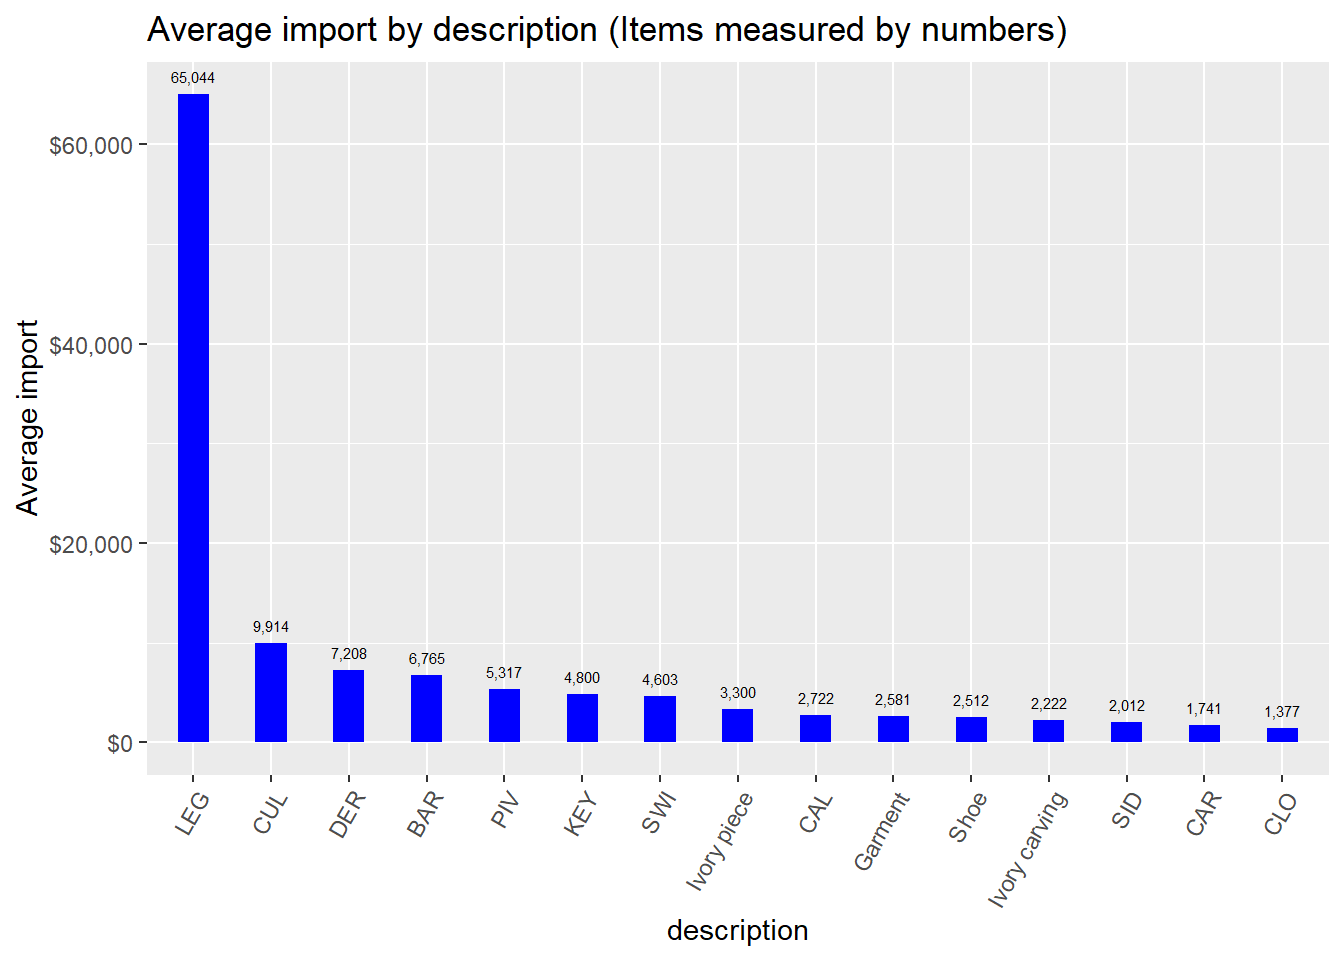 Average import by description (Items measured by numbers)
65,044
9,914
7,208
6,765
5,317
4,800
4,603
3,300
2,722
2,581
2,512
2,222
2,012
1,741
1,377
$60,000
$40,000
$20,000
$0
Average import
LEG
CUL
DER
BAR
PIV
KEY
SWI
Ivory piece
CAL
Garment
Shoe
Ivory carving
SID
CAR
CLO
description